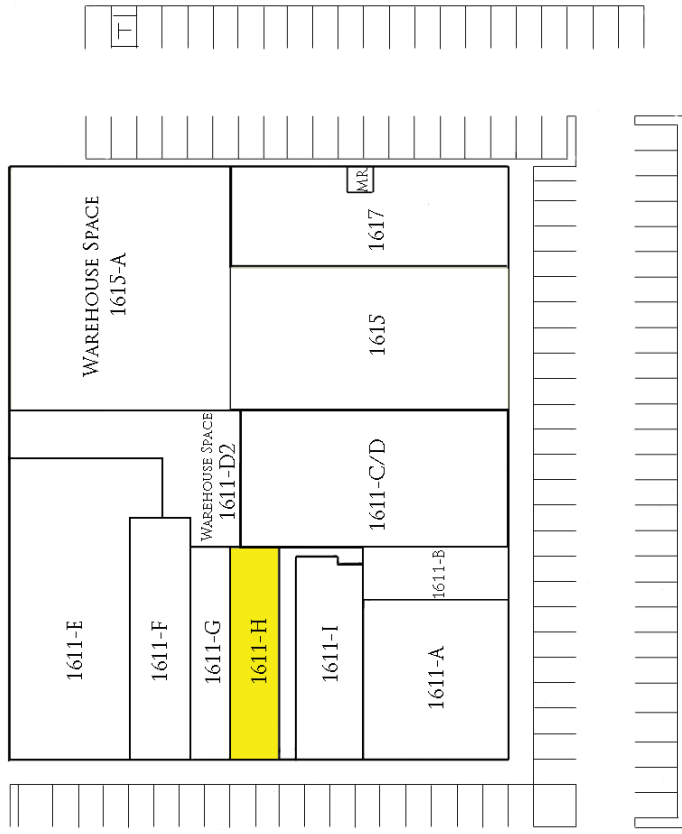 T
MR
1617
WAREHOUSE SPACE
1615-A
1615
WAREHOUSE SPACE
1611-D2
1611-C/D
1611-B
1611-E
1611-F
1611-G
1611-H
1611-I
1611-A